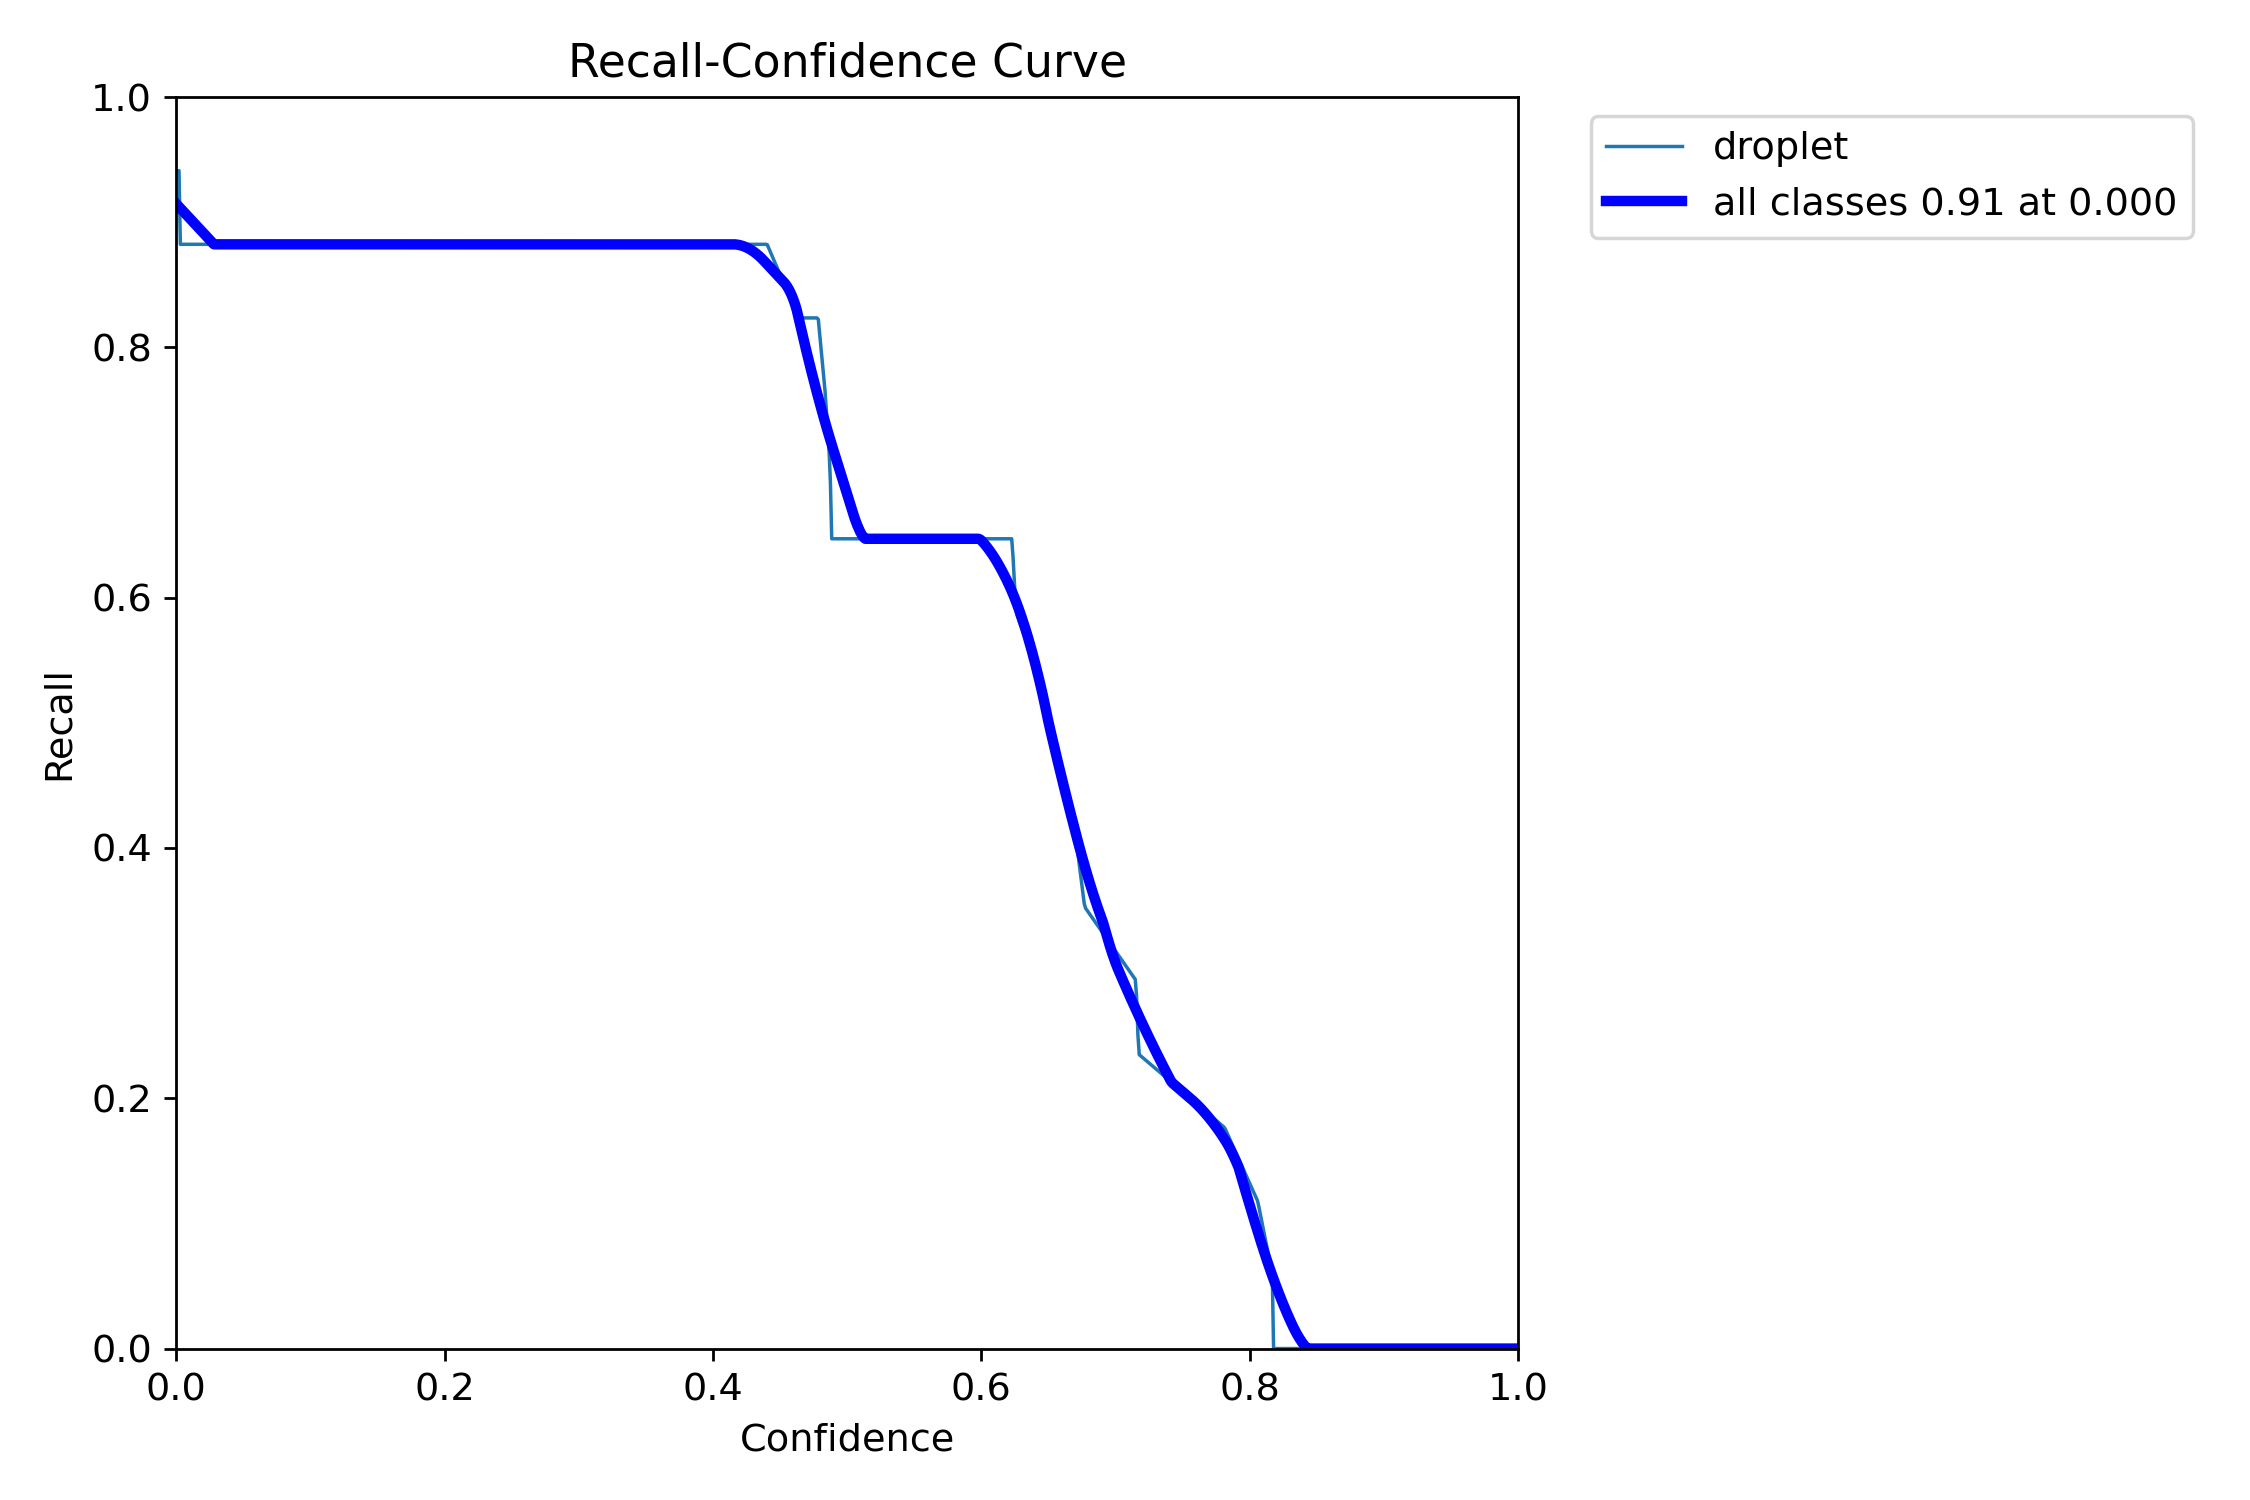 Recall-Confidence Curve
1.0
0.8
0.6
0.4
0.2
0.0
Recall
0.0 0.2 0.4 0.6 0.8 1.0
Confidence
droplet
all classes 0.91 at 0.000